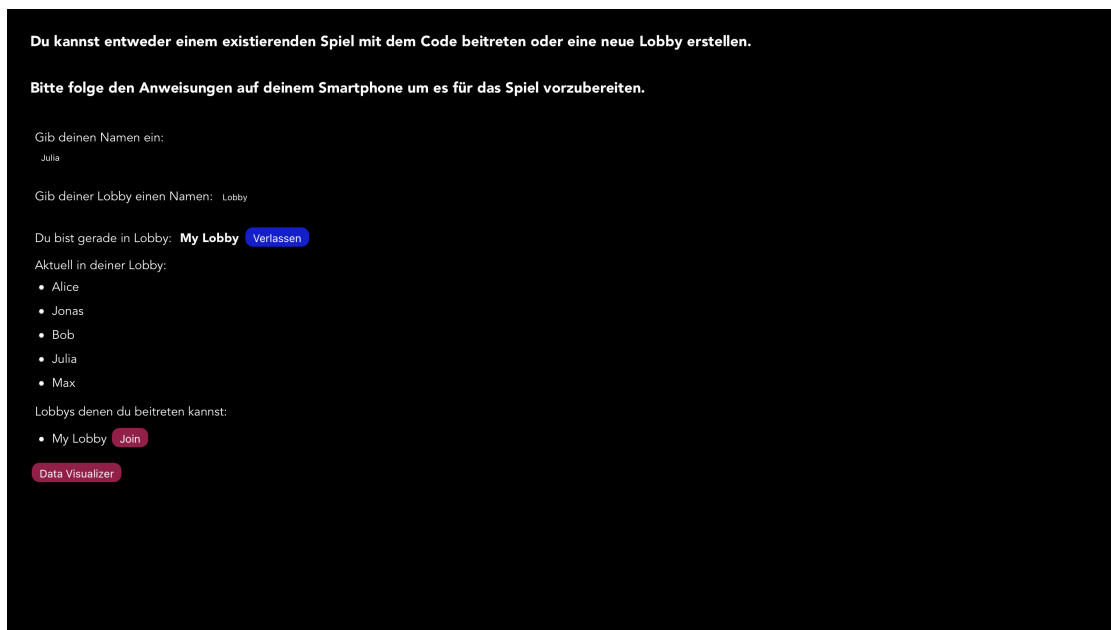 Du kannst entweder einem existierenden Spiel mit dem Code beitreten oder eine neue Lobby erstellen.
Bitte folge den Anweisungen auf deinem Smartphone um es für das Spiel vorzubereiten.
Gib deinen Namen ein:
Julia
Gib deiner Lobby einen Namen: Lobby
Du bist gerade in Lobby: My Lobby Verlassen
Aktuell in deiner Lobby:
• Alice
• Jonas
• Bob
• Julia
• Max
Lobbys denen du beitreten kannst:
• My Lobby Join
Data Visualizer